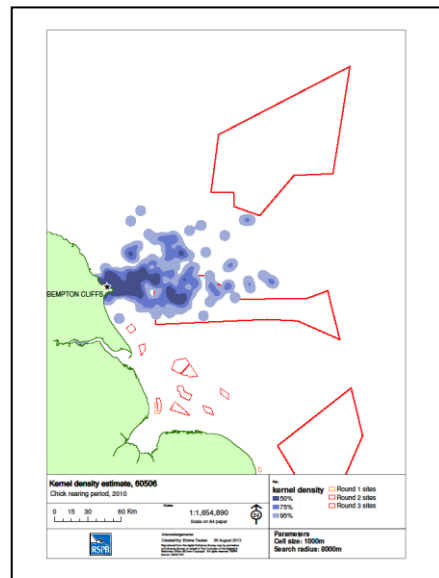 BEMPTON CLIFFS
Kernel density estimate, 60506
Chick rearing period, 2010
0 15 30 60 Km
Notes:
1:1,654,890
Scale on A4 paper
kernel density
50%
75%
95%
Round 1 sites
Round 2 sites
Round 3 sites
RSPB
Acknowledgements
Parameters
Cell size: 1000m
Search radius: 8000m